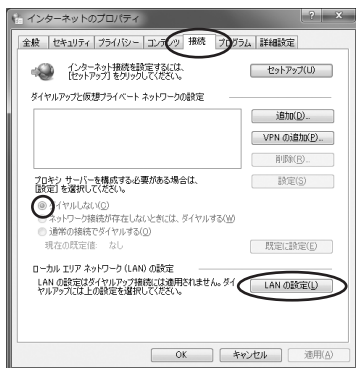 インターネットのプロパティ
全般 セキュリティ プライバシー コンテンツ 接続 プログラム 詳細設定
インターネット接続を設定するには、
[セットアップ] をクリックしてください。
セットアップ(U)
ダイヤルアップと仮想プライベート ネットワークの設定
追加(D)...
VPN の追加(P)...
削除(R)...
プロキシ サーバーを構成する必要がある場合は、
[設定] を選択してください。
設定(S)
ダイヤルしない(C)
ネットワーク接続が存在しないときには、ダイヤルする(W)
通常の接続でダイヤルする(O)
現在の既定値: なし
既定に設定(E)
ローカル エリア ネットワーク (LAN) の設定
LAN の設定はダイヤルアップ接続には適用されません。ダイ
ヤルアップには上の設定を選択してください。
LAN の設定(L)
OK キャンセル 適用(A)